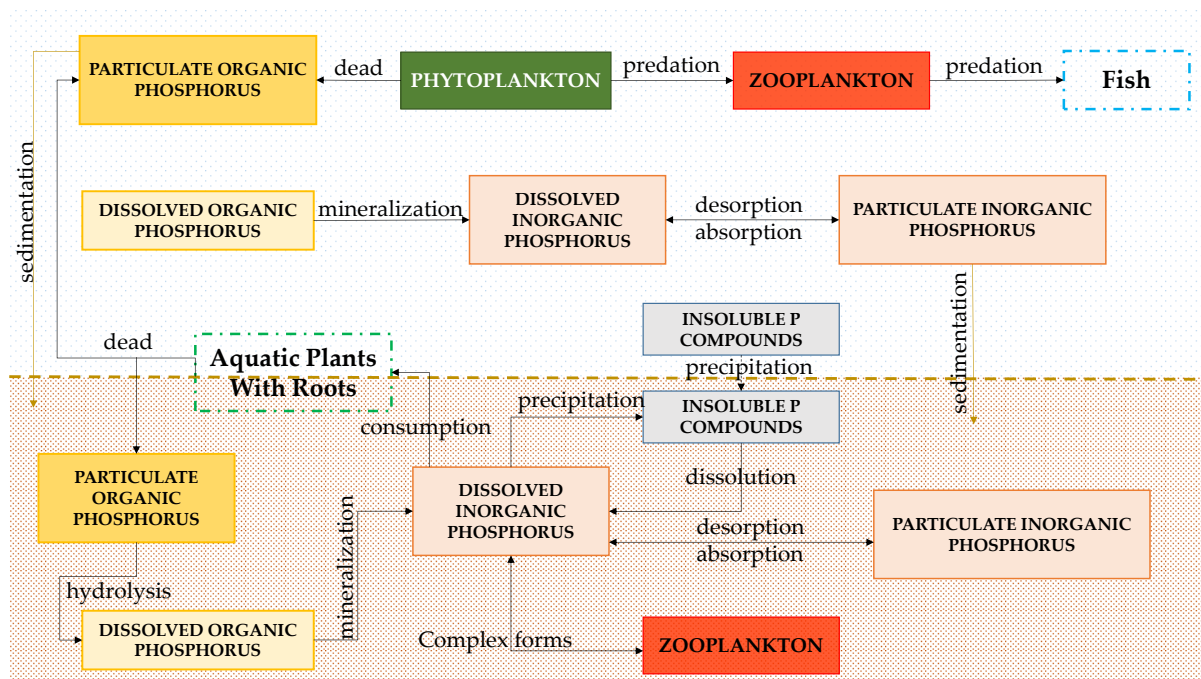 PARTICULATE ORGANIC
PHOSPHORUS
dead
PHYTOPLANKTON
predation
ZOOPLANKTON
predation
Fish
sedimentation
DISSOLVED ORGANIC
PHOSPHORUS
mineralization
DISSOLVED
INORGANIC
PHOSPHORUS
desorption
absorption
PARTICULATE INORGANIC
PHOSPHORUS
sedimentation
dead
Aquatic Plants
With Roots
INSOLUBLE P
COMPOUNDS
precipitation
consumption
precipitation
INSOLUBLE P
COMPOUNDS
dissolution
PARTICULATE
ORGANIC
PHOSPHORUS
hydrolysis
DISSOLVED ORGANIC
PHOSPHORUS
mineralization
DISSOLVED
INORGANIC
PHOSPHORUS
desorption
absorption
PARTICULATE INORGANIC
PHOSPHORUS
Complex forms
ZOOPLANKTON